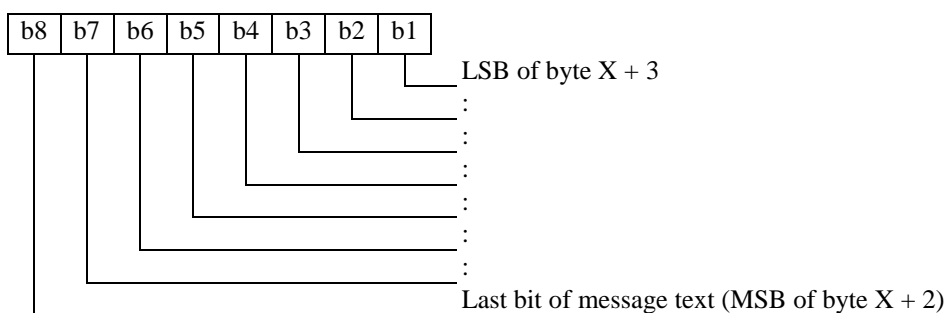 b8 b7 b6 b5 b4 b3 b2 b1
LSB of byte X + 3
:
:
:
:
:
:
Last bit of message text (MSB of byte X + 2)